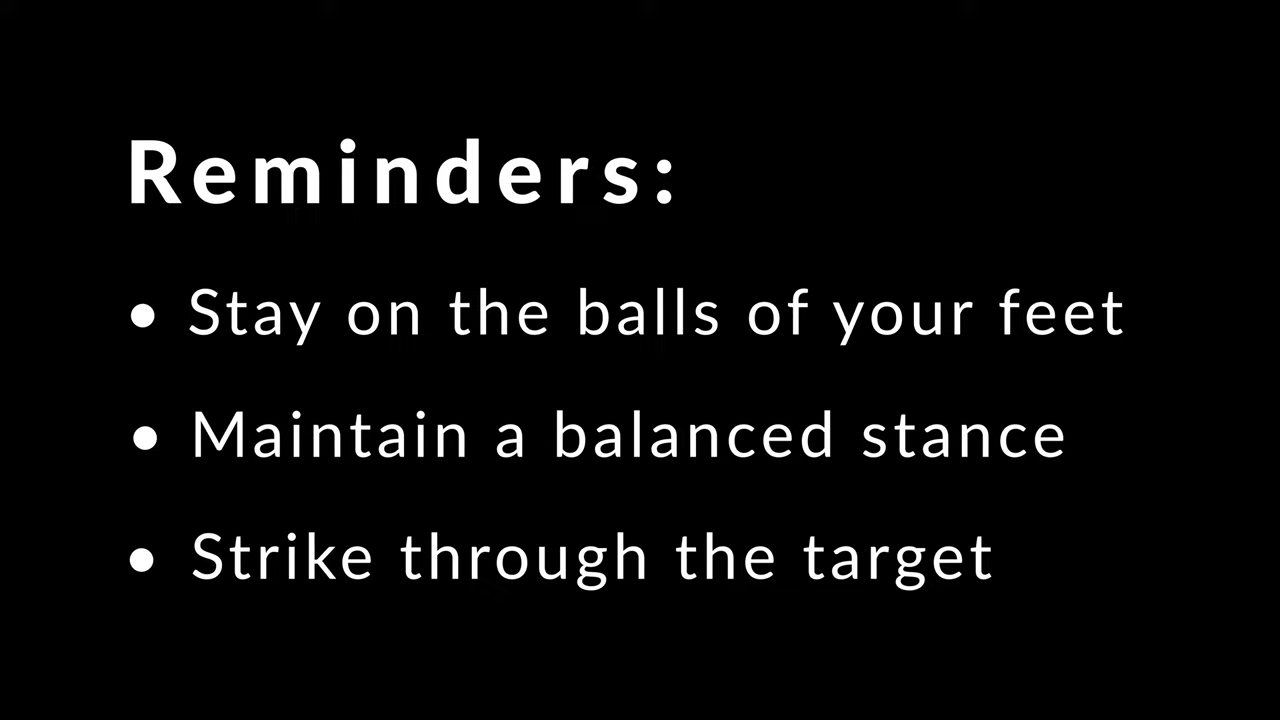 Reminders:
• Stay on the balls of your feet
• Maintain a balanced stance
• Strike through the target